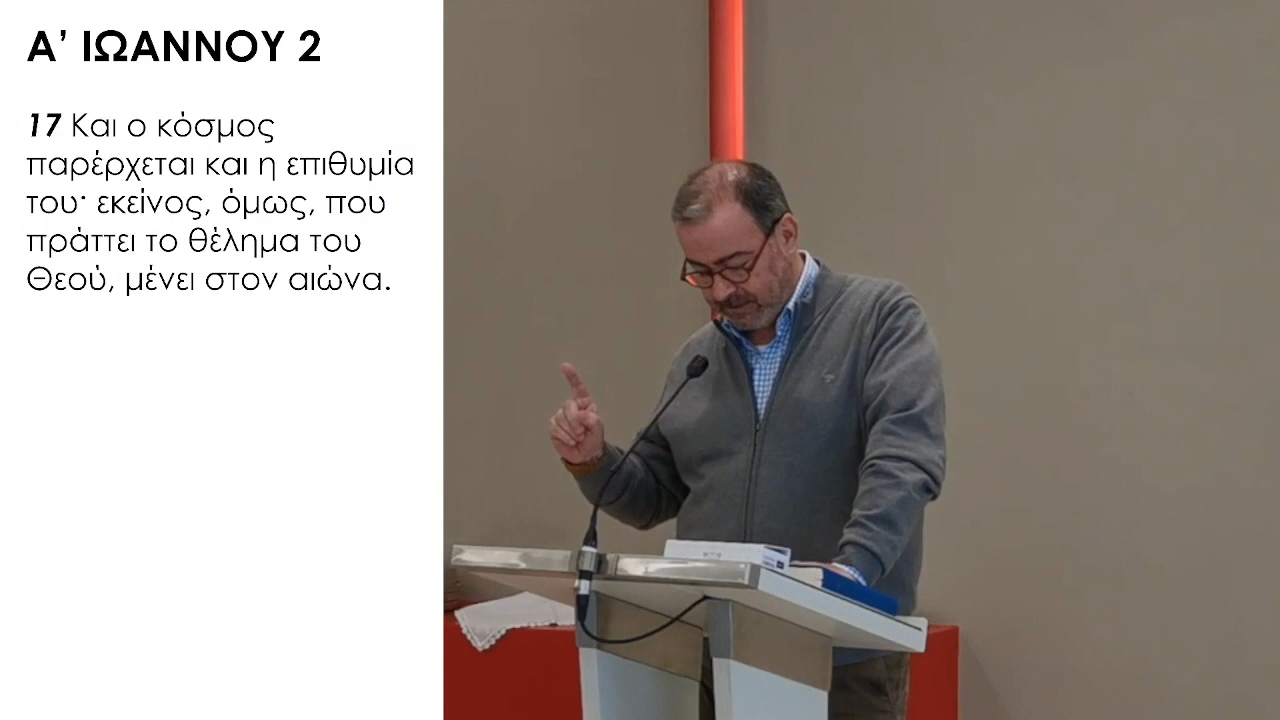 Α’ ΙΩΑΝΝΟΥ 2
17 Και ο κόσμος
παρέρχεται και η επιθυμία
του· εκείνος, όμως, που
πράττει το θέλημα του
Θεού, μένει στον αιώνα.